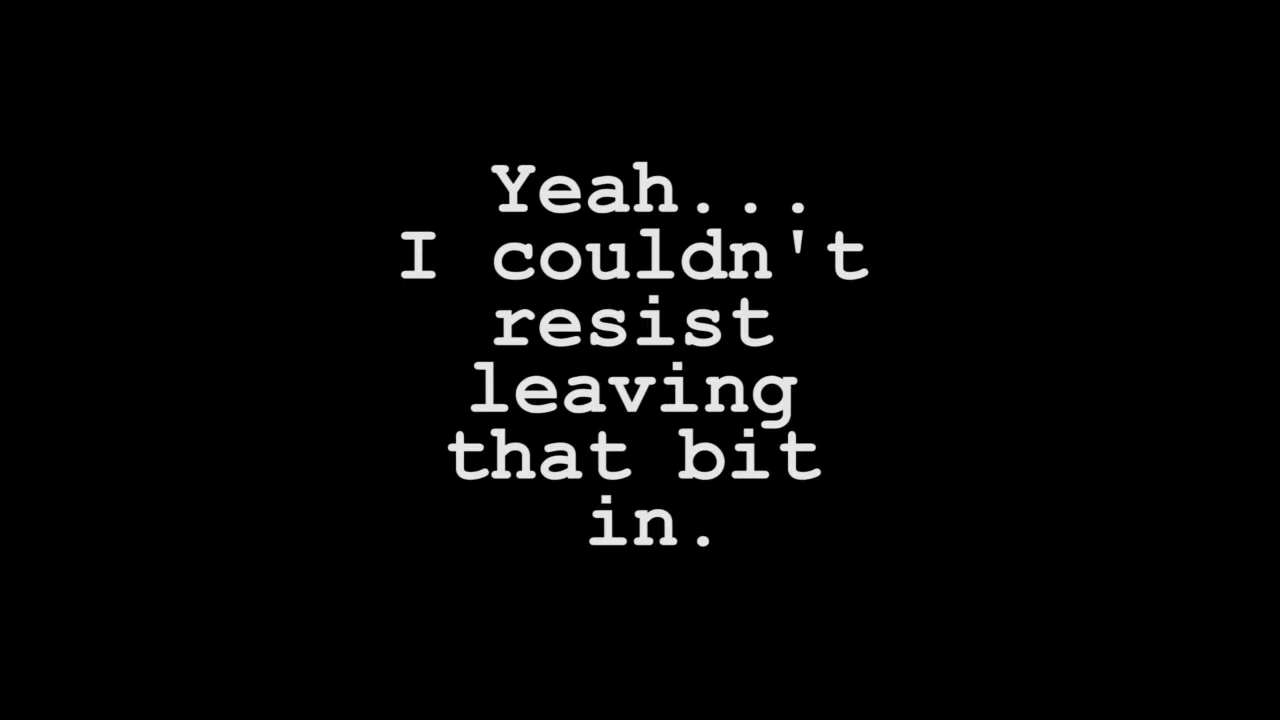 Yeah...
I couldn't
resist
leaving
that bit
in.